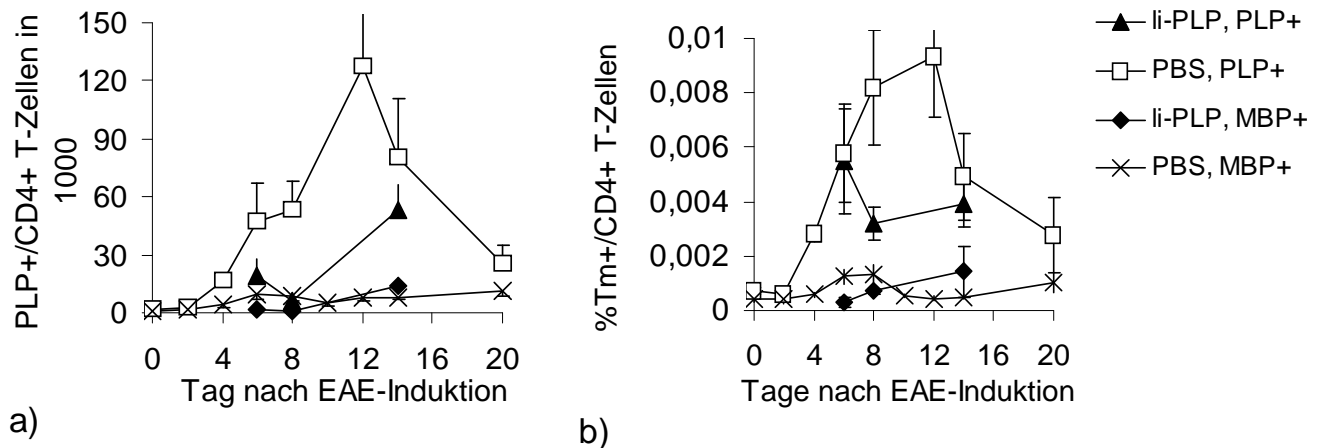 PLP+/CD4+ T-Zellen in
1000
150
120
90
60
30
0
0 4 8 12 16 20
Tag nach EAE-Induktion
a)
%Tm+/CD4+ T-Zellen
0,01
0,008
0,006
0,004
0,002
0
0 4 8 12 16 20
Tage nach EAE-Induktion
b)
li-PLP, PLP+
PBS, PLP+
li-PLP, MBP+
PBS, MBP+